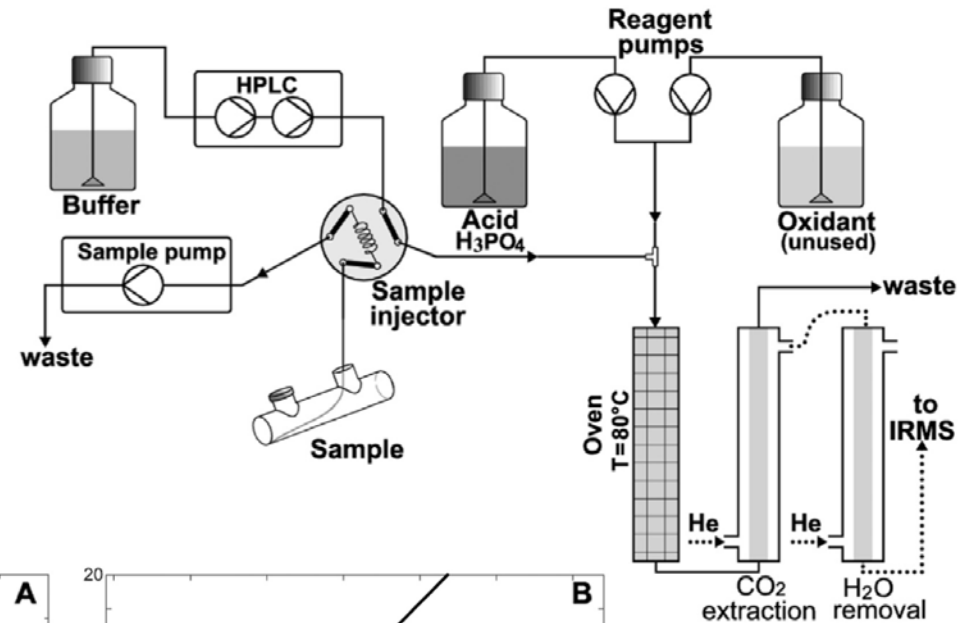 Reagent
pumps
HPLC
Buffer
Acid
H₃PO₄
Oxidant
(unused)
Sample pump
Sample
injector
waste
waste
Sample
Oven
T=80°C
to
IRMS
He
He
CO₂
extraction
H₂O
removal
A
20
B